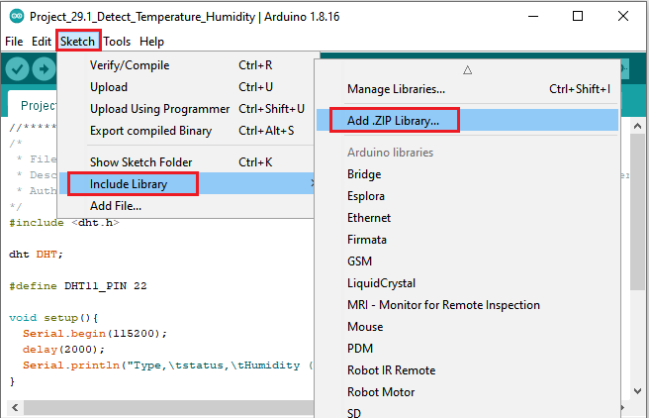 Project_29.1_Detect_Temperature_Humidity | Arduino 1.8.16
File Edit Sketch Tools Help
Verify/Compile Ctrl+R
Upload Ctrl+U
Upload Using Programmer Ctrl+Shift+U
Export compiled Binary Ctrl+Alt+S
Show Sketch Folder Ctrl+K
Include Library
Add File...
Manage Libraries... Ctrl+Shift+I
Add .ZIP Library...
Arduino libraries
Bridge
Esplora
Ethernet
Firmata
GSM
LiquidCrystal
MRI - Monitor for Remote Inspection
Mouse
PDM
Robot IR Remote
Robot Motor
SD
Projec
//*****
/*
* File
* Desc
* Auth
*/
#include <dht.h>
dht DHT;
#define DHT11_PIN 22
void setup(){
Serial.begin(115200);
delay(2000);
Serial.println("Type,\tstatus,\tHumidity (
}